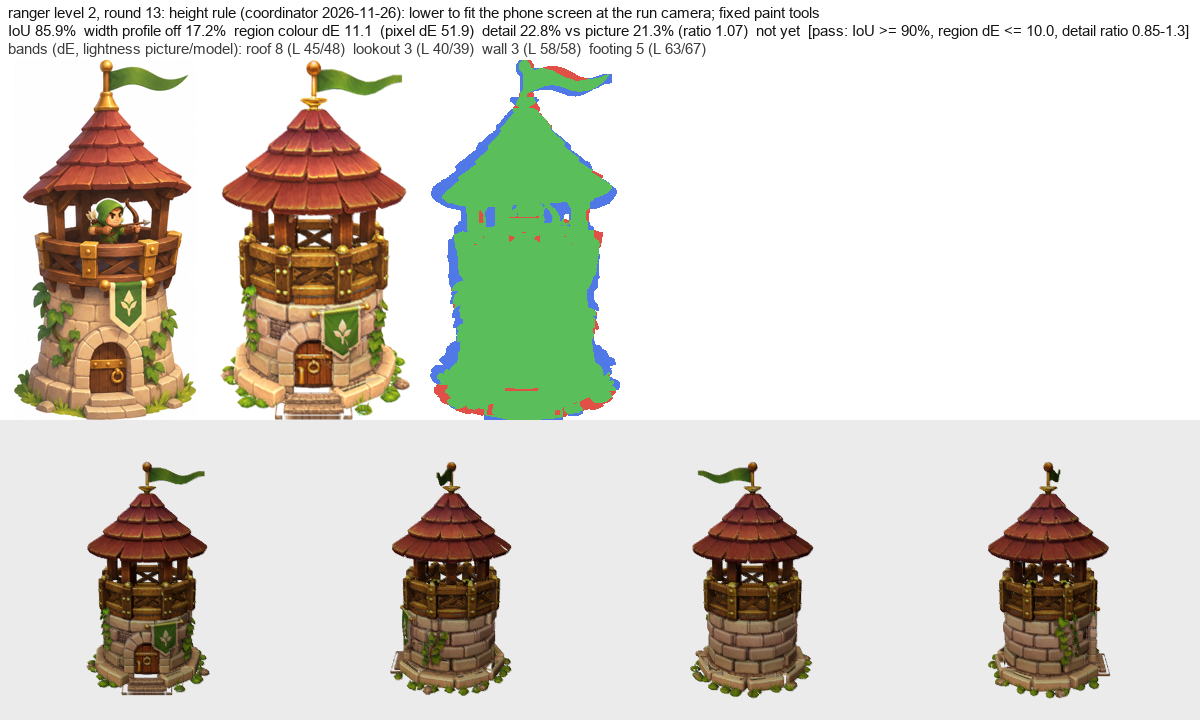 ranger level 2, round 13: height rule (coordinator 2026-11-26): lower to fit the phone screen at the run camera; fixed paint tools
IoU 85.9%  width profile off 17.2%  region colour dE 11.1  (pixel dE 51.9)  detail 22.8% vs picture 21.3% (ratio 1.07)  not yet  [pass: IoU >= 90%, region dE <= 10.0, detail ratio 0.85-1.3]
bands (dE, lightness picture/model): roof 8 (L 45/48)  lookout 3 (L 40/39)  wall 3 (L 58/58)  footing 5 (L 63/67)